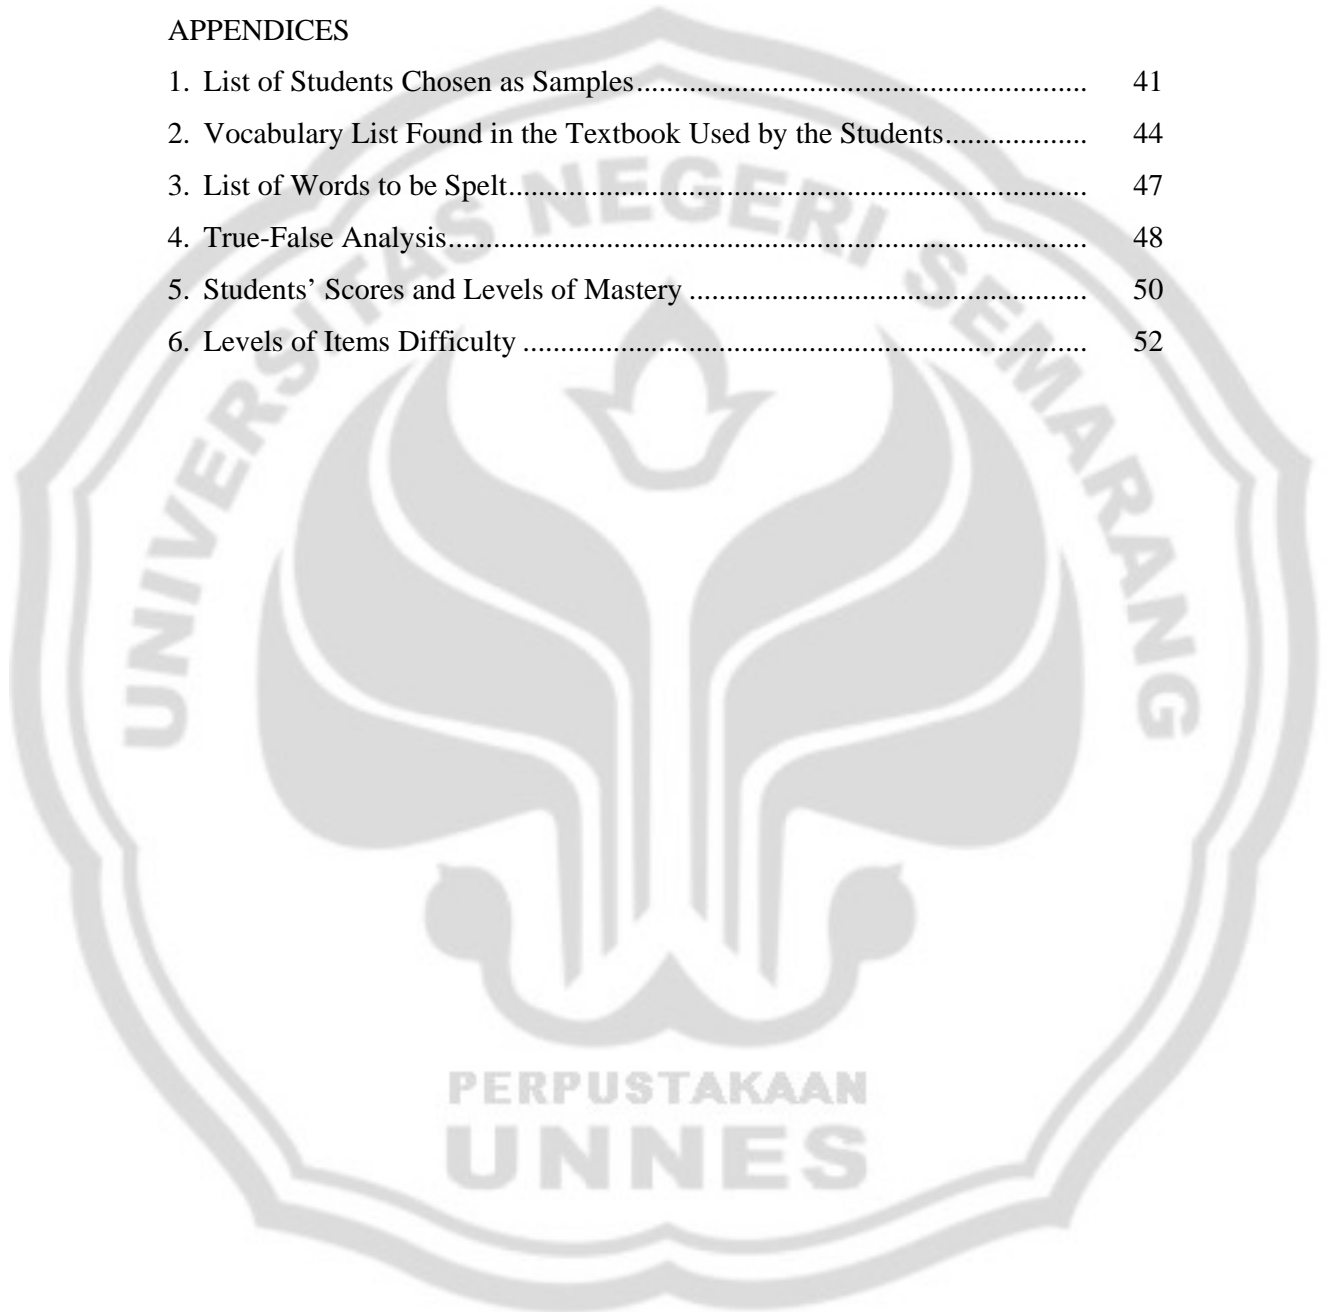 APPENDICES
1. List of Students Chosen as Samples........................................................ 41
2. Vocabulary List Found in the Textbook Used by the Students.................. 44
3. List of Words to be Spelt........................................................................ 47
4. True-False Analysis................................................................................ 48
5. Students’ Scores and Levels of Mastery .................................................. 50
6. Levels of Items Difficulty ...................................................................... 52
UNIVERSITAS NEGERI SEMARANG
PERPUSTAKAAN
UNNES